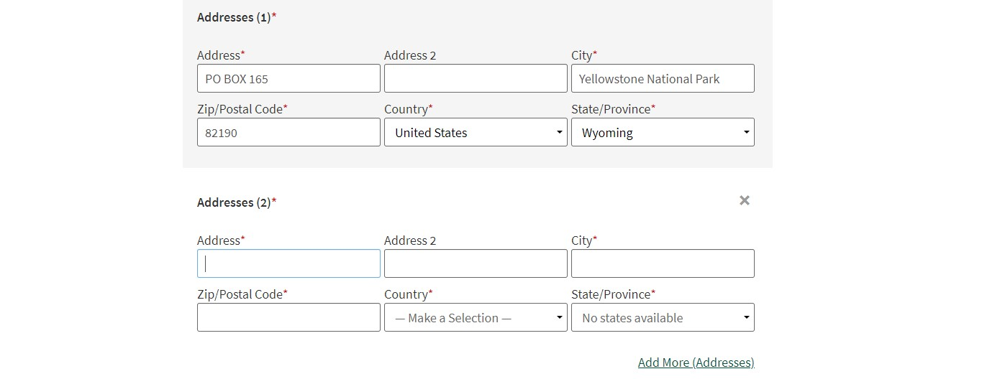 Addresses (1)*
Address* Address 2 City*
PO BOX 165 Yellowstone National Park
Zip/Postal Code* Country* State/Province*
82190 United States Wyoming
Addresses (2)*
Address* Address 2 City*
Zip/Postal Code* Country* State/Province*
— Make a Selection — No states available
Add More (Addresses)